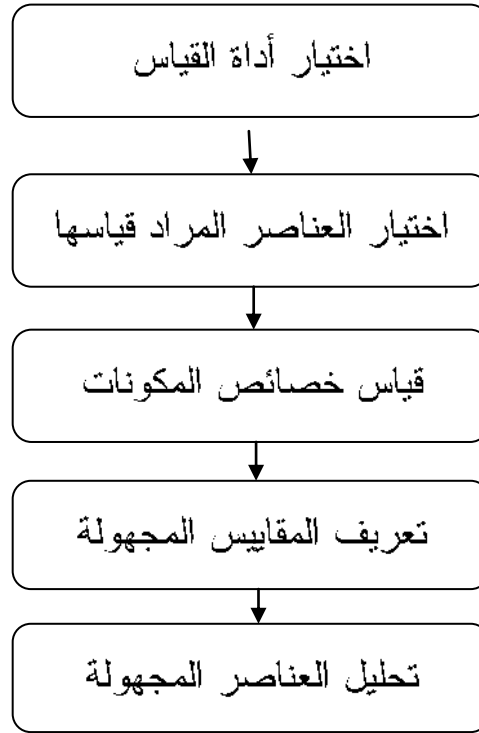 اختيار أداة القياس
اختيار العناصر المراد قياسها
قياس خصائص المكونات
تعريف المقاييس المجهولة
تحليل العناصر المجهولة